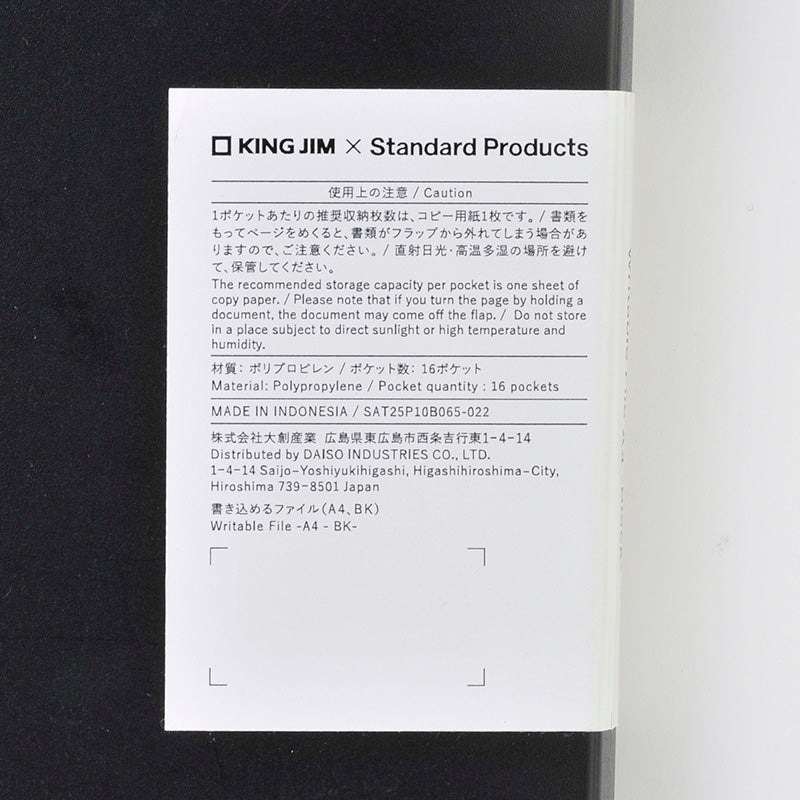 KING JIM × Standard Products
使用上の注意 / Caution
1ポケットあたりの推奨収納枚数は、コピー用紙1枚です。/ 書類を
もってページをめくると、書類がフラップから外れてしまう場合があ
りますので、ご注意ください。/ 直射日光・高温多湿の場所を避け
て、保管してください。
The recommended storage capacity per pocket is one sheet of
copy paper. / Please note that if you turn the page by holding a
document, the document may come off the flap. / Do not store
in a place subject to direct sunlight or high temperature and
humidity.
材質: ポリプロピレン / ポケット数: 16ポケット
Material: Polypropylene / Pocket quantity : 16 pockets
MADE IN INDONESIA / SAT25P10B065-022
株式会社大創産業 広島県東広島市西条吉行東1-4-14
Distributed by DAISO INDUSTRIES CO., LTD.
1-4-14 Saijo-Yoshiyukihigashi, Higashihiroshima-City,
Hiroshima 739-8501 Japan
書き込めるファイル(A4、BK)
Writable File -A4 - BK-